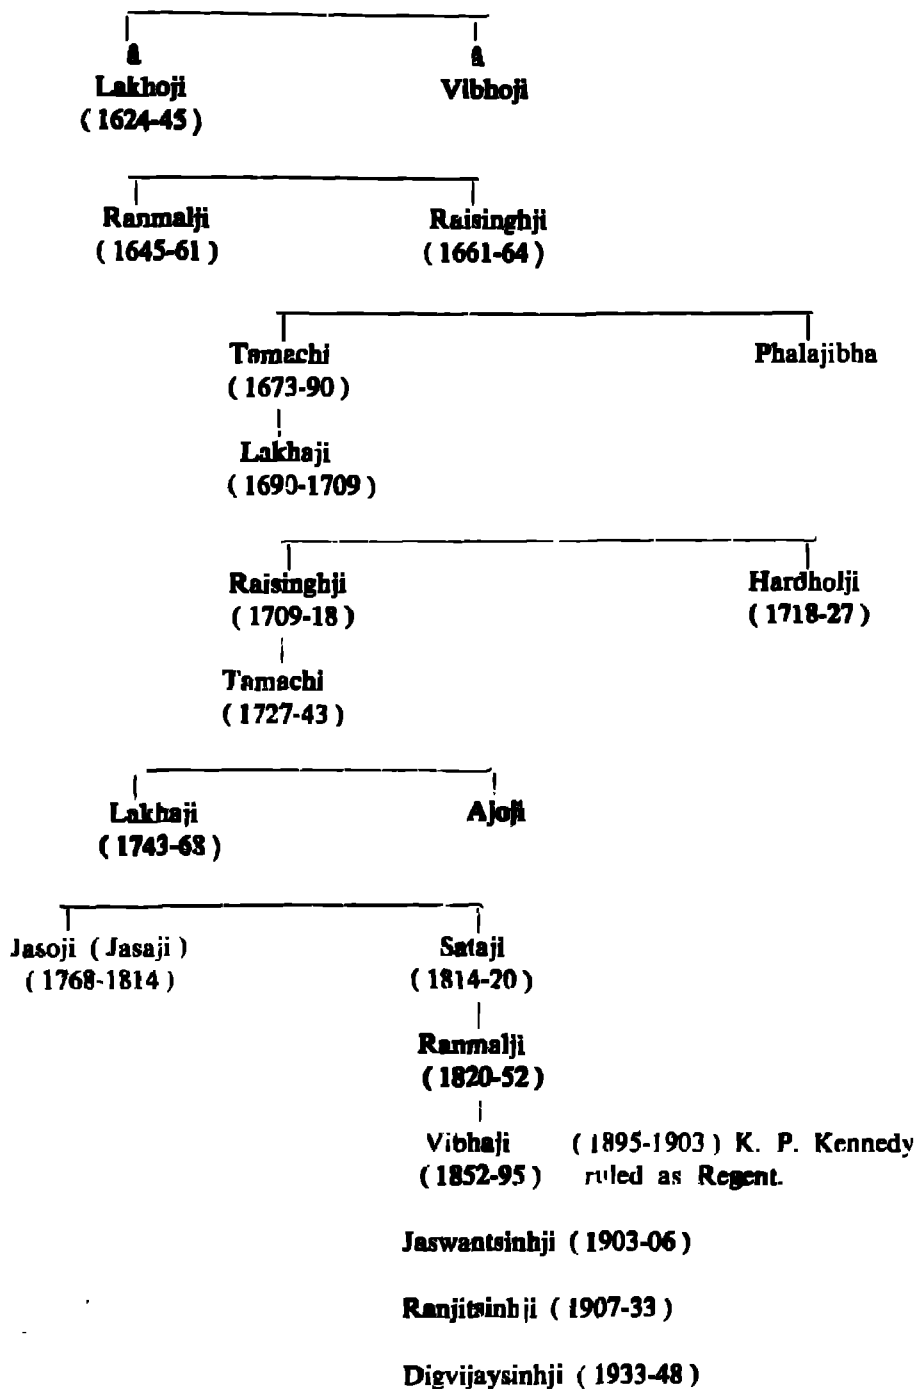 Lakhoji Vibhoji
( 1624-45 )
Ranmalji Raisinghji
( 1645-61 ) ( 1661-64 )
Tamachi Phalajibha
( 1673-90 )
Lakhaji
( 1690-1709 )
Raisinghji Hardholji
( 1709-18 ) ( 1718-27 )
Tamachi
( 1727-43 )
Lakhaji Ajoji
( 1743-68 )
Jasoji ( Jasaji ) Sataji
( 1768-1814 ) ( 1814-20 )
Ranmalji
( 1820-52 )
Vibhaji ( 1895-1903 ) K. P. Kennedy
( 1852-95 ) ruled as Regent.
Jaswantsinhji ( 1903-06 )
Ranjitsinhji ( 1907-33 )
Digvijaysinhji ( 1933-48 )